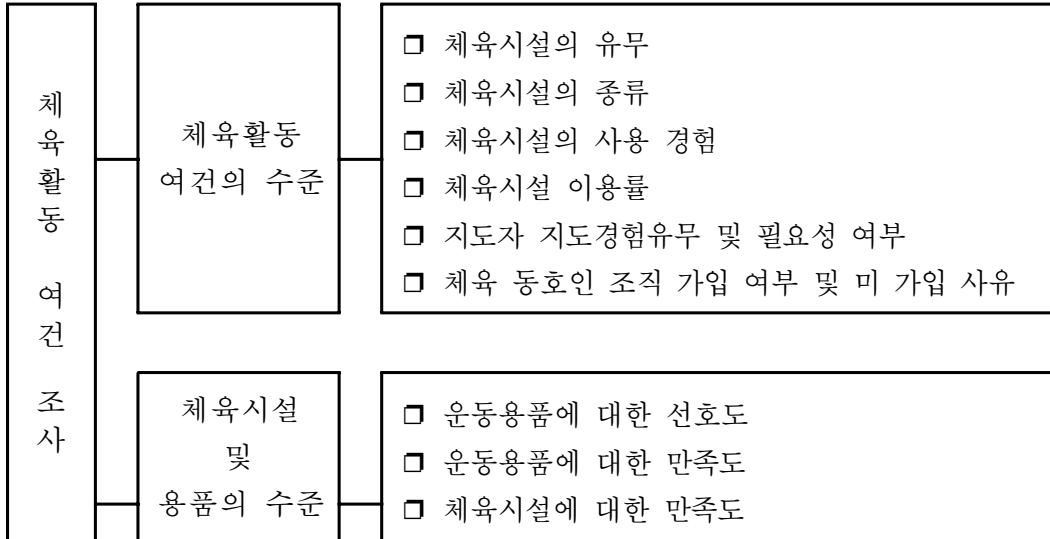 체육활동 여건 조사
체육활동
여건의 수준
❐ 체육시설의 유무
❐ 체육시설의 종류
❐ 체육시설의 사용 경험
❐ 체육시설 이용률
❐ 지도자 지도경험유무 및 필요성 여부
❐ 체육 동호인 조직 가입 여부 및 미 가입 사유
체육시설
및
용품의 수준
❐ 운동용품에 대한 선호도
❐ 운동용품에 대한 만족도
❐ 체육시설에 대한 만족도